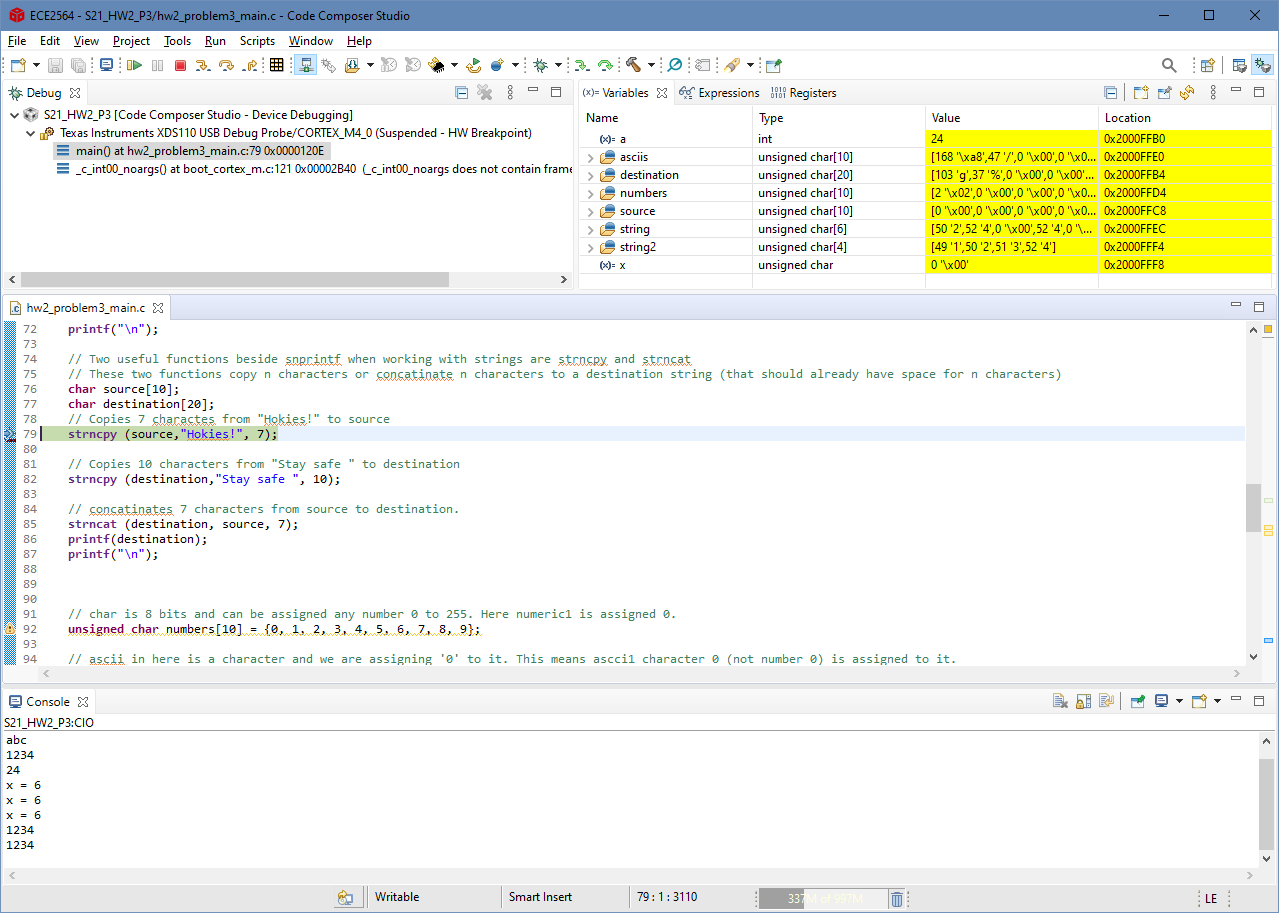 ECE2564 - S21_HW2_P3/hw2_problem3_main.c - Code Composer Studio
File Edit View Project Tools Run Scripts Window Help
Debug
S21_HW2_P3 [Code Composer Studio - Device Debugging]
Texas Instruments XDS110 USB Debug Probe/CORTEX_M4_0 (Suspended - HW Breakpoint)
main() at hw2_problem3_main.c:79 0x0000120E
_c_int00_noargs() at boot_cortex_m.c:121 0x00002B40 (_c_int00_noargs does not contain frame
(x)= Variables Expressions 1010 0101 Registers
Name Type Value Location
(x)= a int 24 0x2000FFB0
asciis unsigned char[10] [168 '\xa8',47 '/',0 '\x00',0 '\x0... 0x2000FFE0
destination unsigned char[20] [103 'g',37 '%',0 '\x00',0 '\x00'... 0x2000FFB4
numbers unsigned char[10] [2 '\x02',0 '\x00',0 '\x00',0 '\x0... 0x2000FFD4
source unsigned char[10] [0 '\x00',0 '\x00',0 '\x00',0 '\x0... 0x2000FFC8
string unsigned char[6] [50 '2',52 '4',0 '\x00',52 '4',0 '\... 0x2000FFEC
string2 unsigned char[4] [49 '1',50 '2',51 '3',52 '4'] 0x2000FFF4
(x)= x unsigned char 0 '\x00' 0x2000FFF8
hw2_problem3_main.c
72 printf("\n");
73
74 // Two useful functions beside snprintf when working with strings are strncpy and strncat
75 // These two functions copy n characters or concatinate n characters to a destination string (that should already have space for n characters)
76 char source[10];
77 char destination[20];
78 // Copies 7 charactes from "Hokies!" to source
79 strncpy (source,"Hokies!", 7);
80
81 // Copies 10 characters from "Stay safe " to destination
82 strncpy (destination,"Stay safe ", 10);
83
84 // concatinates 7 characters from source to destination.
85 strncat (destination, source, 7);
86 printf(destination);
87 printf("\n");
88
89
90
91 // char is 8 bits and can be assigned any number 0 to 255. Here numeric1 is assigned 0.
92 unsigned char numbers[10] = {0, 1, 2, 3, 4, 5, 6, 7, 8, 9};
93
94 // ascii in here is a character and we are assigning '0' to it. This means ascci1 character 0 (not number 0) is assigned to it.
Console
S21_HW2_P3:CIO
abc
1234
24
x = 6
x = 6
x = 6
1234
1234
Writable Smart Insert 79 : 1 : 3110 337M of 997M LE